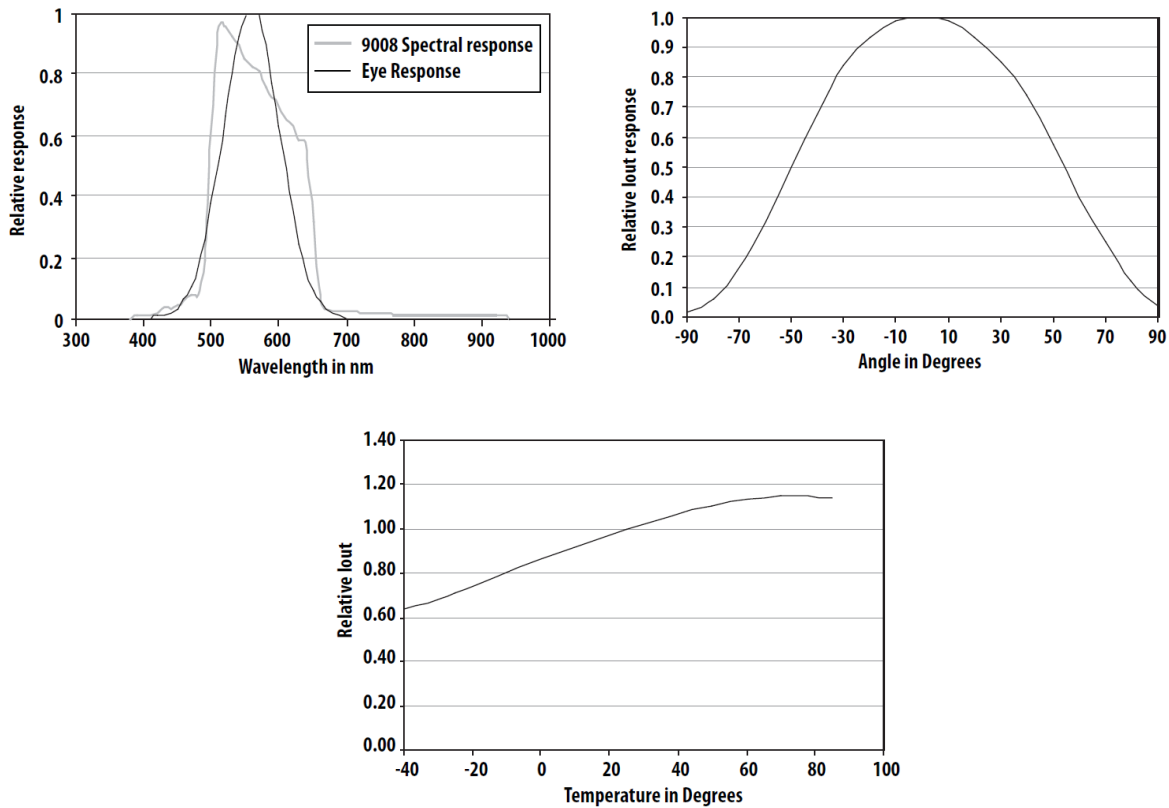 1
0.8
0.6
0.4
0.2
0
300 400 500 600 700 800 900 1000
Relative response
Wavelength in nm
9008 Spectral response
Eye Response
1.0
0.9
0.8
0.7
0.6
0.5
0.4
0.3
0.2
0.1
0.0
-90 -70 -50 -30 -10 10 30 50 70 90
Relative Iout response
Angle in Degrees
1.40
1.20
1.00
0.80
0.60
0.40
0.20
0.00
-40 -20 0 20 40 60 80 100
Relative Iout
Temperature in Degrees